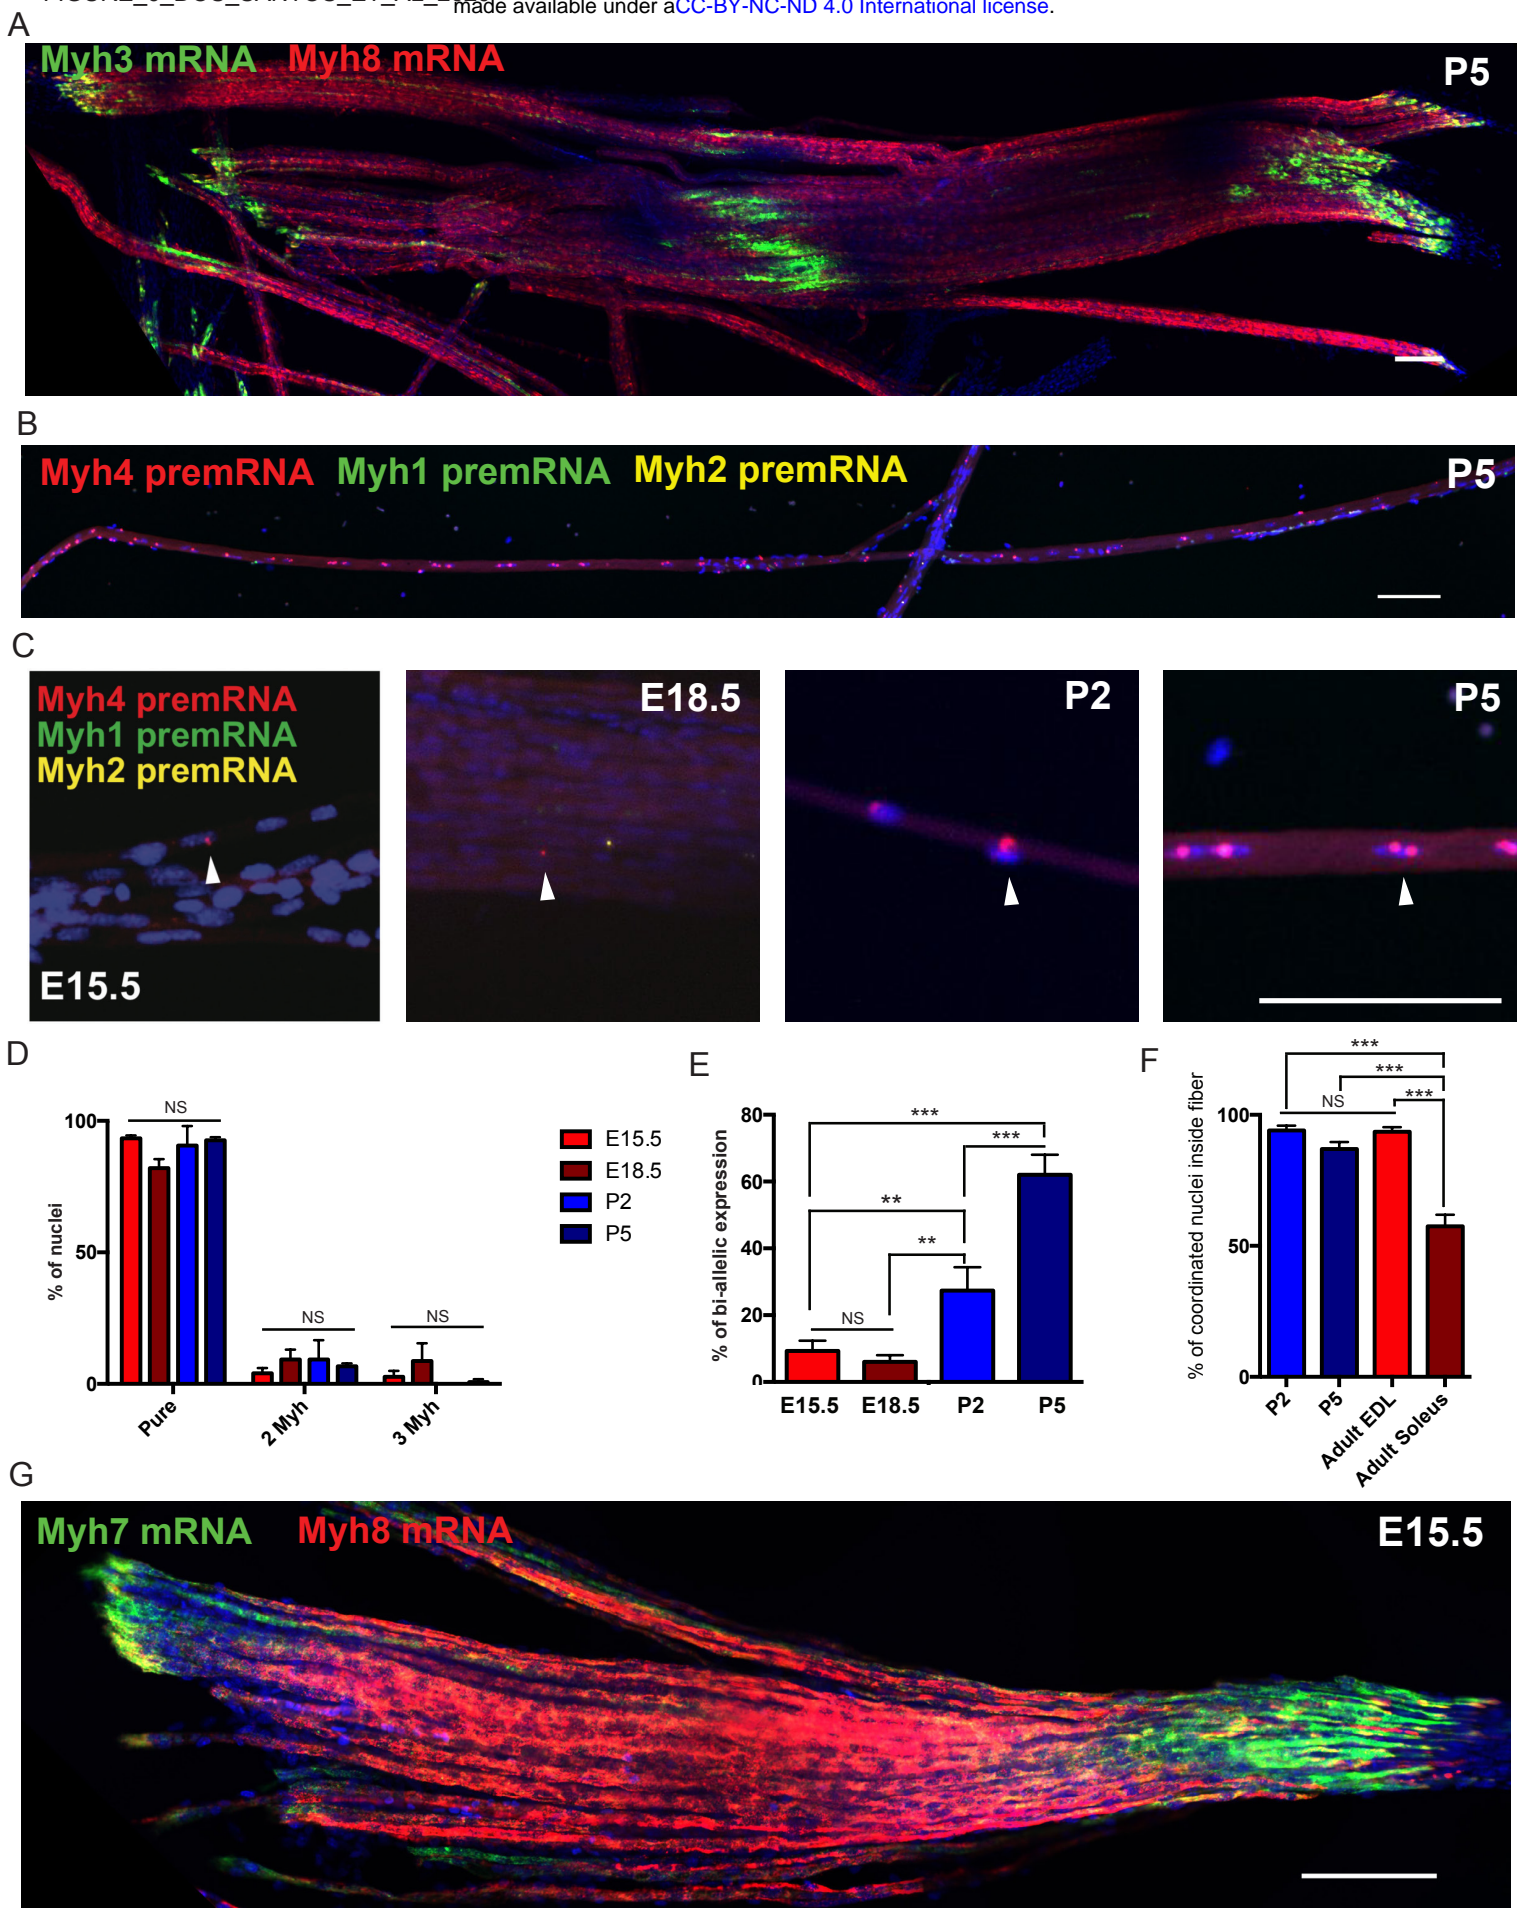 made available under aCC-BY-NC-ND 4.0 International license.
A
Myh3 mRNA Myh8 mRNA
P5
B
Myh4 premRNA Myh1 premRNA Myh2 premRNA
P5
C
Myh4 premRNA
Myh1 premRNA
Myh2 premRNA
E15.5
E18.5
P2
P5
D
% of nuclei
100
50
0
NS
NS
NS
Pure
2 Myh
3 Myh
E15.5
E18.5
P2
P5
E
% of bi-allelic expression
80
60
40
20
0
***
***
**
**
NS
E15.5 E18.5 P2 P5
F
% of coordinated nuclei inside fiber
100
50
0
***
***
***
NS
P2
P5
Adult EDL
Adult Soleus
G
Myh7 mRNA Myh8 mRNA
E15.5